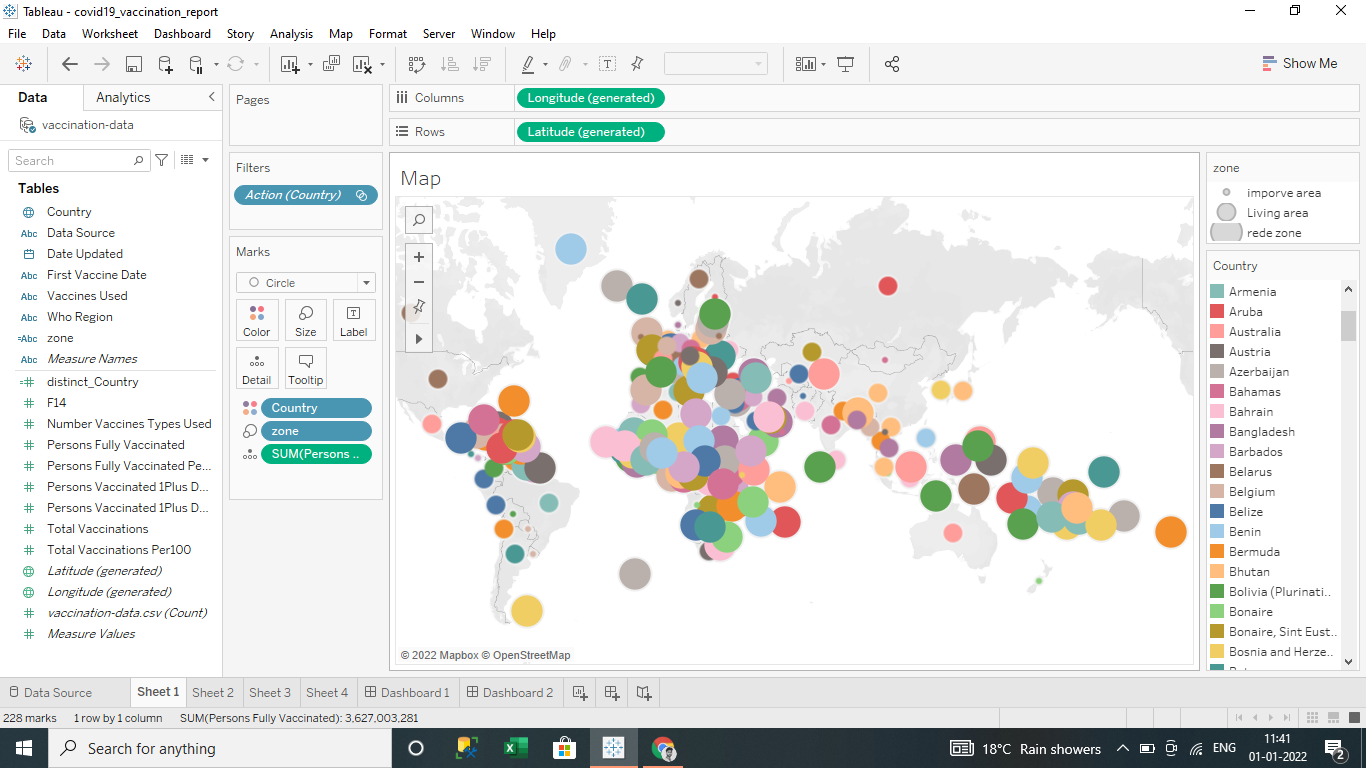 Tableau - covid19_vaccination_report
File Data Worksheet Dashboard Story Analysis Map Format Server Window Help
Show Me
Data Analytics
vaccination-data
Search
Tables
Country
Abc Data Source
Date Updated
Abc First Vaccine Date
Abc Vaccines Used
Abc Who Region
=Abc zone
Abc Measure Names
distinct_Country
F14
Number Vaccines Types Used
Persons Fully Vaccinated
Persons Fully Vaccinated Pe...
Persons Vaccinated 1Plus D...
Persons Vaccinated 1Plus D...
Total Vaccinations
Total Vaccinations Per100
Latitude (generated)
Longitude (generated)
vaccination-data.csv (Count)
Measure Values
Pages
Filters
Action (Country)
Marks
Circle
Color Size Label
Detail Tooltip
Country
zone
SUM(Persons ..
Columns Longitude (generated)
Rows Latitude (generated)
Map
© 2022 Mapbox © OpenStreetMap
zone
imporve area
Living area
rede zone
Country
Armenia
Aruba
Australia
Austria
Azerbaijan
Bahamas
Bahrain
Bangladesh
Barbados
Belarus
Belgium
Belize
Benin
Bermuda
Bhutan
Bolivia (Plurinati..
Bonaire
Bonaire, Sint Eust..
Bosnia and Herze..
Data Source Sheet 1 Sheet 2 Sheet 3 Sheet 4 Dashboard 1 Dashboard 2
228 marks 1 row by 1 column SUM(Persons Fully Vaccinated): 3,627,003,281
Search for anything
18°C Rain showers
ENG
11:41
01-01-2022
2